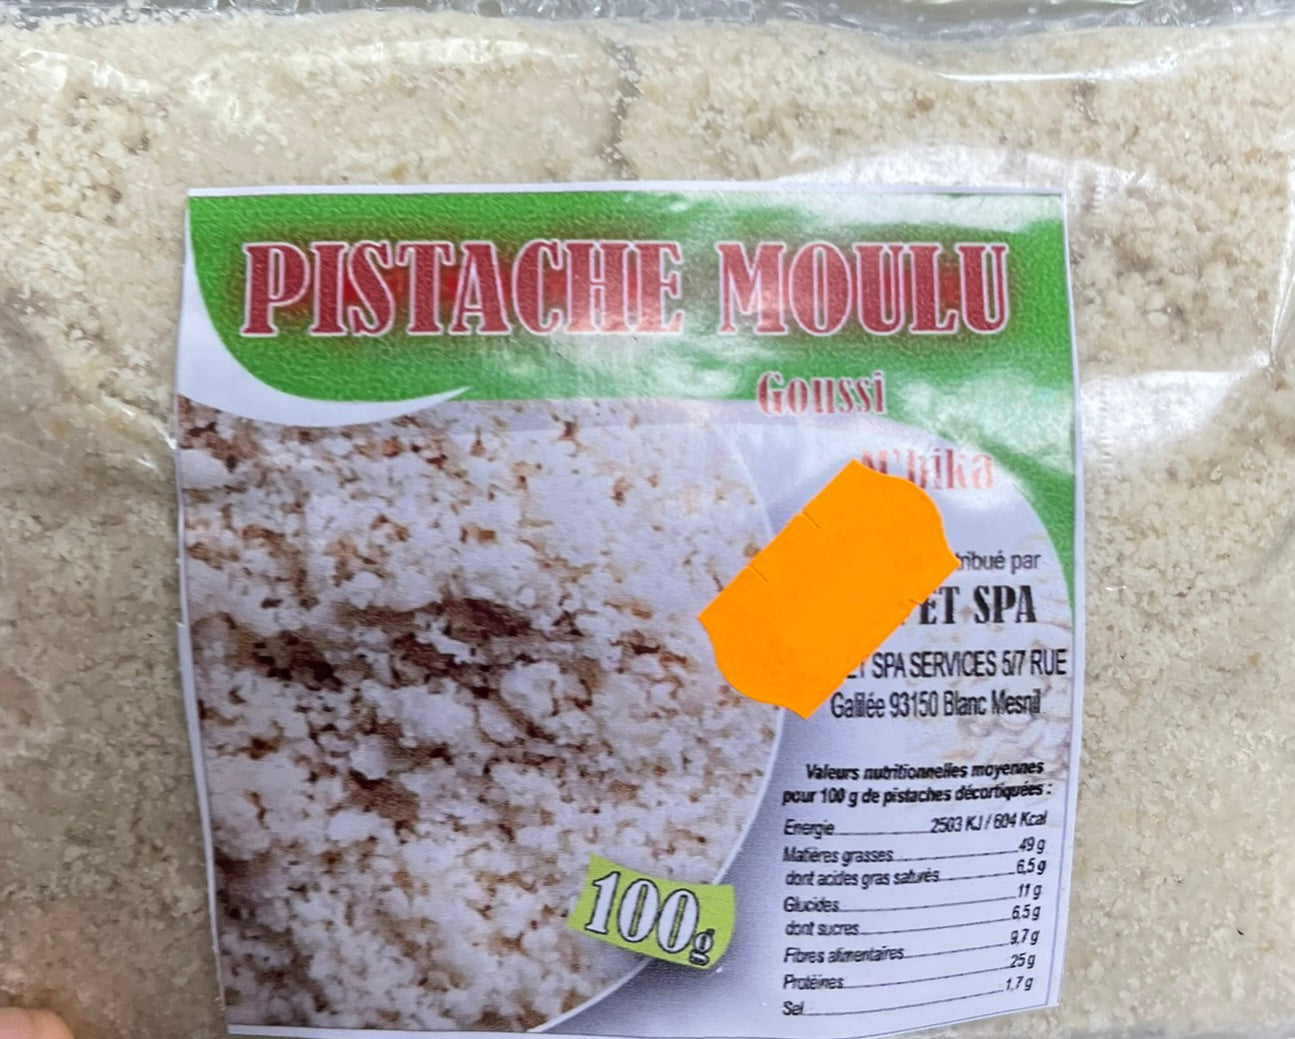 PISTACHE MOULU
Goussi
M'bika
par
ET SPA
SPA SERVICES 5/7 RUE
Galilée 93150 Blanc Mesnil
Valeurs nutritionnelles moyennes
pour 100 g de pistaches décortiquées :
Energie 2503 KJ / 604 Kcal
Matières grasses 49 g
dont acides gras saturés 6,5 g
Glucides 11 g
dont sucres 6,5 g
Fibres alimentaires 9,7 g
Protéines 25 g
Sel 1,7 g
100g